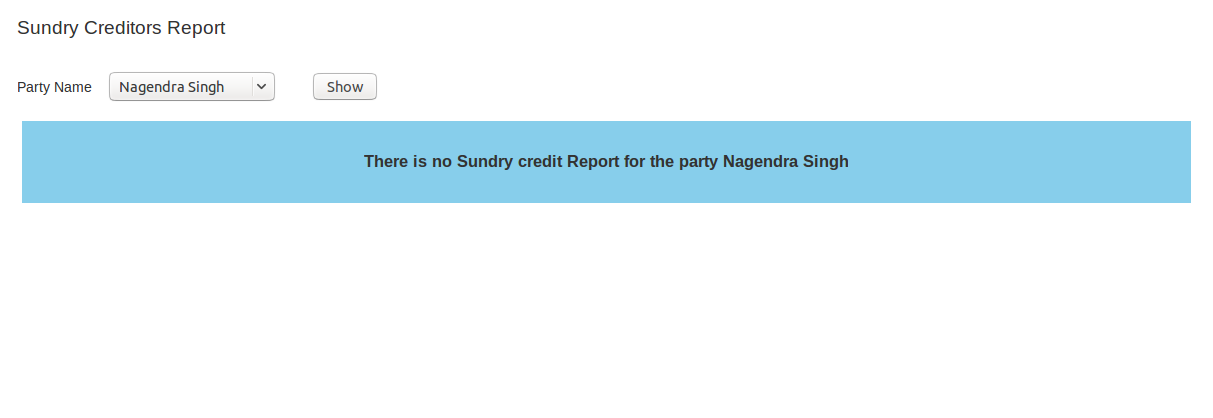 Sundry Creditors Report
Party Name Nagendra Singh Show
There is no Sundry credit Report for the party Nagendra Singh